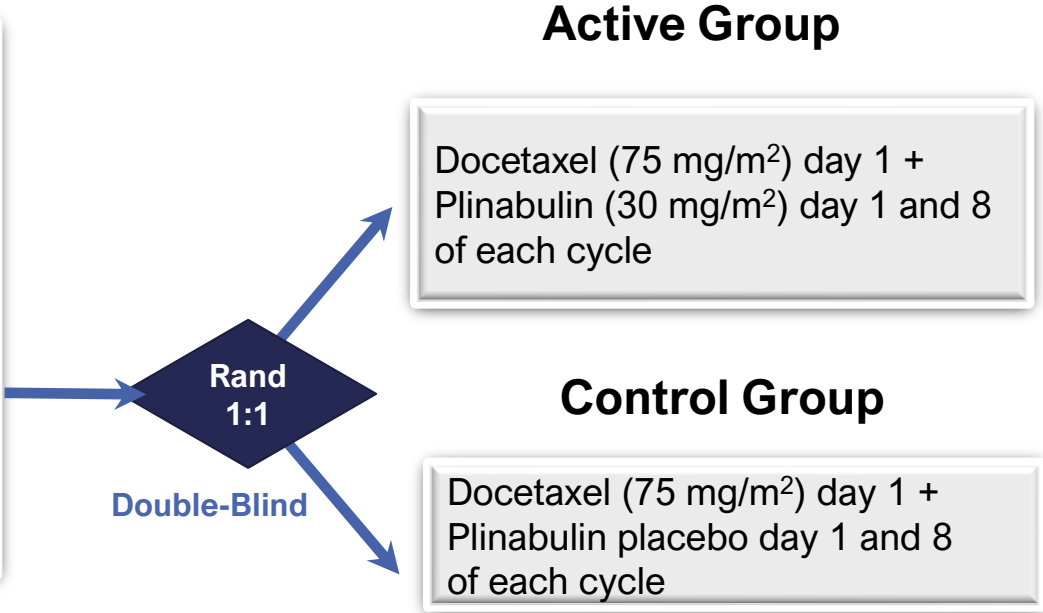 Active Group
Docetaxel (75 mg/m²) day 1 +
Plinabulin (30 mg/m²) day 1 and 8
of each cycle
Rand
1:1
Double-Blind
Control Group
Docetaxel (75 mg/m²) day 1 +
Plinabulin placebo day 1 and 8
of each cycle